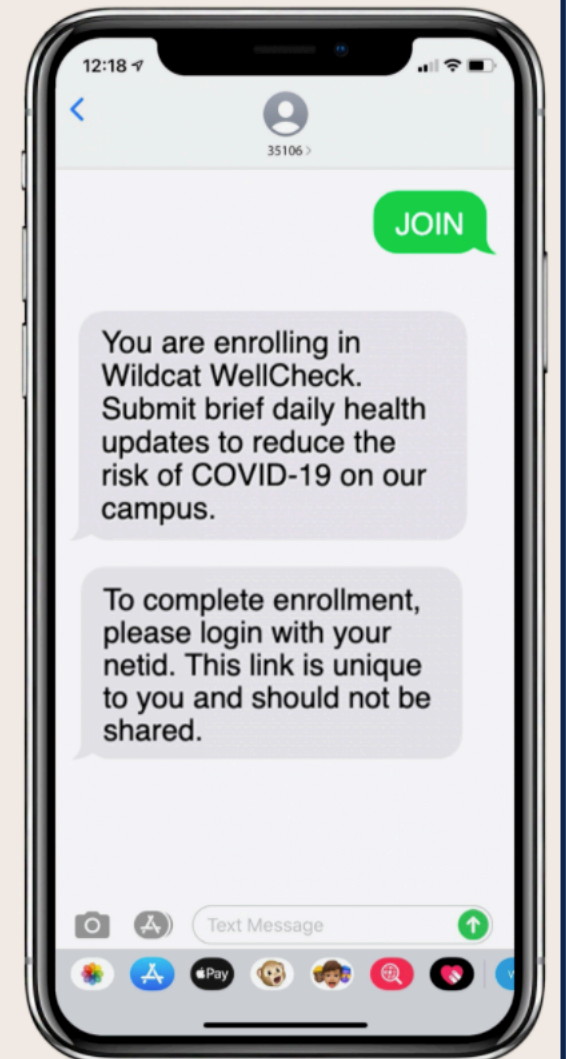 12:18
35106 >
JOIN
You are enrolling in
Wildcat WellCheck.
Submit brief daily health
updates to reduce the
risk of COVID-19 on our
campus.
To complete enrollment,
please login with your
netid. This link is unique
to you and should not be
shared.
Text Message
Pay